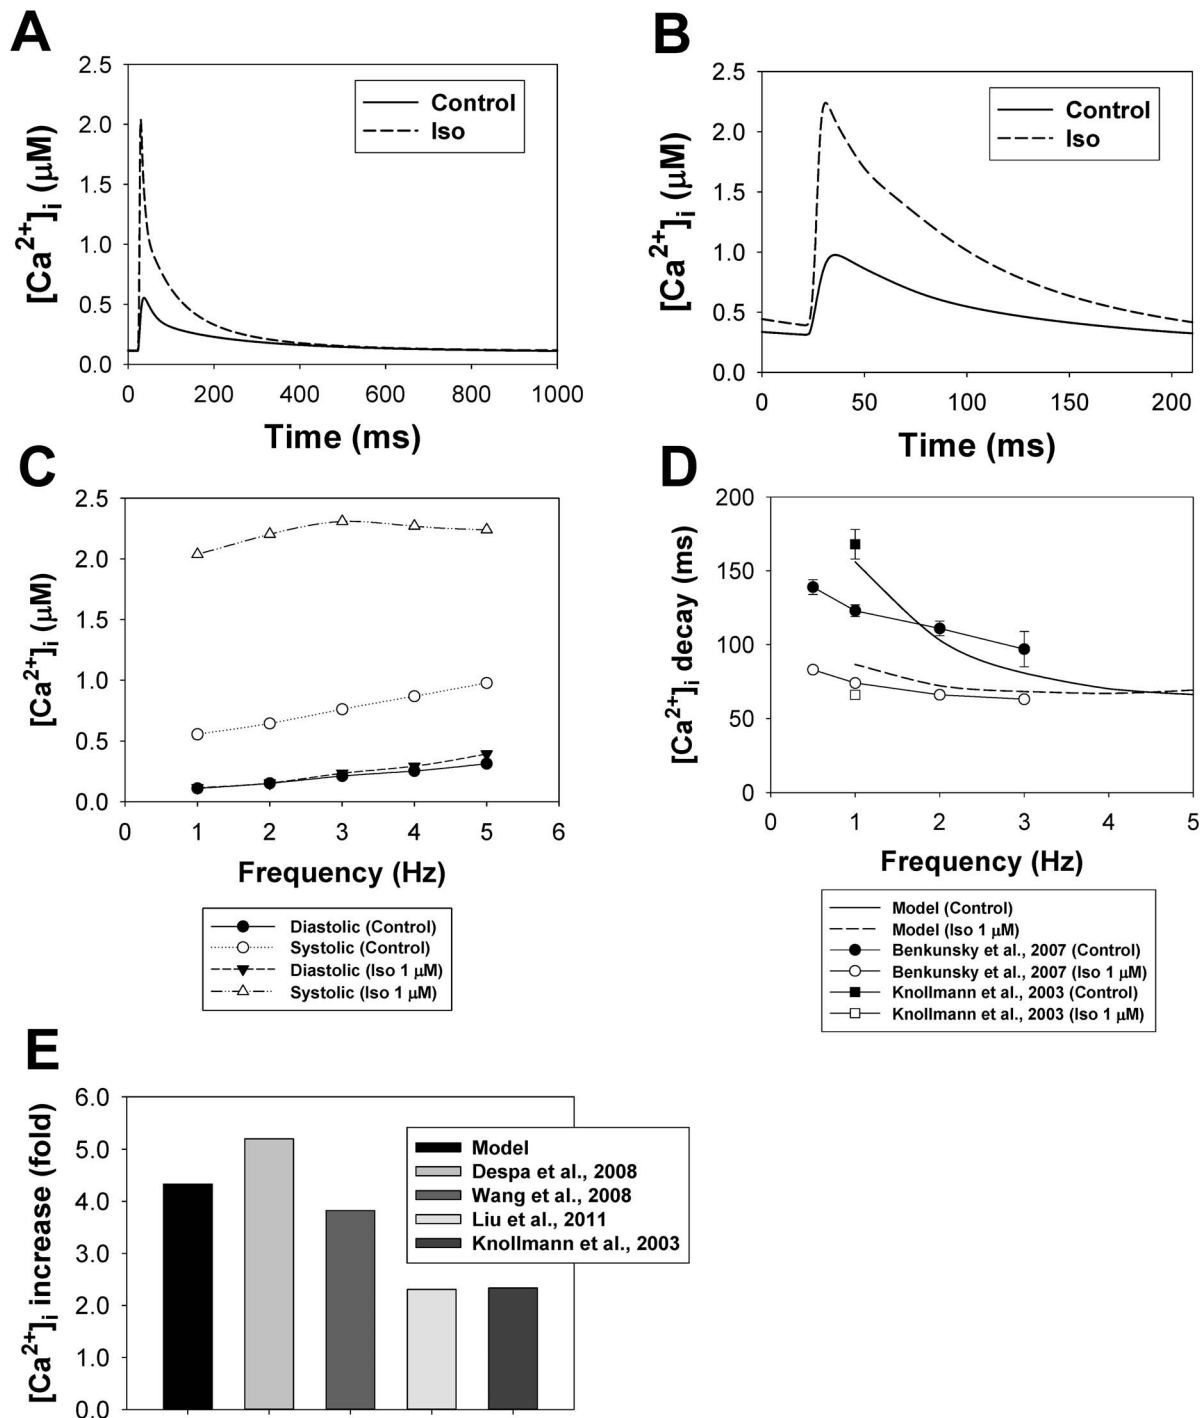 A
[Ca2+]i (μM)
2.5
2.0
1.5
1.0
0.5
0.0
Control
Iso
0 200 400 600 800 1000
Time (ms)
B
[Ca2+]i (μM)
2.5
2.0
1.5
1.0
0.5
0.0
Control
Iso
0 50 100 150 200
Time (ms)
C
[Ca2+]i (μM)
2.5
2.0
1.5
1.0
0.5
0.0
0 1 2 3 4 5 6
Frequency (Hz)
Diastolic (Control)
Systolic (Control)
Diastolic (Iso 1 μM)
Systolic (Iso 1 μM)
D
[Ca2+]i decay (ms)
200
150
100
50
0
0 1 2 3 4 5
Frequency (Hz)
Model (Control)
Model (Iso 1 μM)
Benkunsky et al., 2007 (Control)
Benkunsky et al., 2007 (Iso 1 μM)
Knollmann et al., 2003 (Control)
Knollmann et al., 2003 (Iso 1 μM)
E
[Ca2+]i increase (fold)
6.0
5.0
4.0
3.0
2.0
1.0
0.0
Model
Despa et al., 2008
Wang et al., 2008
Liu et al., 2011
Knollmann et al., 2003